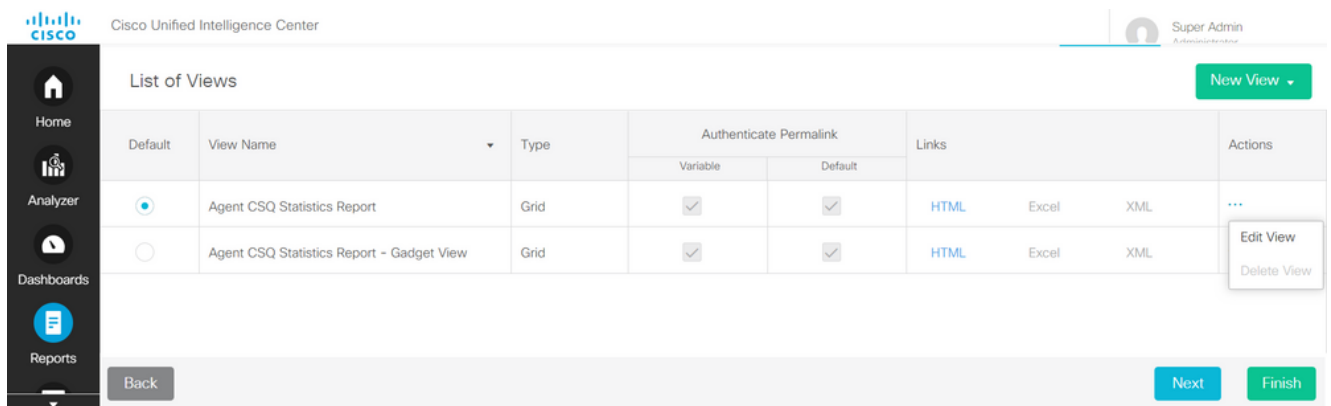 CISCO
Cisco Unified Intelligence Center
Super Admin
Administrator
Home
Analyzer
Dashboards
Reports
List of Views
New View
Default
View Name
Type
Authenticate Permalink
Variable
Default
Links
Actions
Agent CSQ Statistics Report
Grid
HTML
Excel
XML
...
Agent CSQ Statistics Report - Gadget View
Grid
HTML
Excel
XML
Edit View
Delete View
Back
Next
Finish